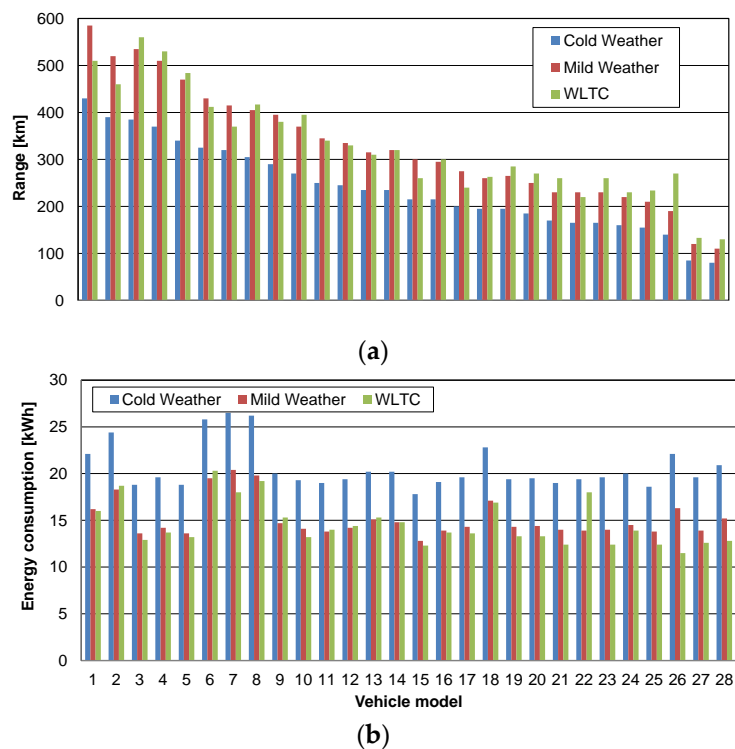 600
500
400
300
200
100
0
Range [km]
Cold Weather
Mild Weather
WLTC
(a)
30
25
20
15
10
5
0
Energy consumption [kWh]
Cold Weather Mild Weather WLTC
1 2 3 4 5 6 7 8 9 10 11 12 13 14 15 16 17 18 19 20 21 22 23 24 25 26 27 28
Vehicle model
(b)